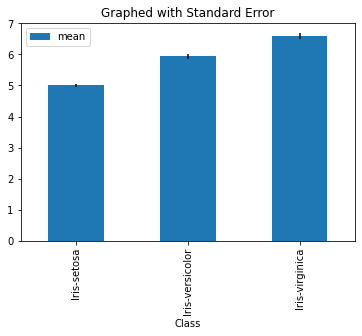 Graphed with Standard Error
mean
7
6
5
4
3
2
1
0
Iris-setosa
Iris-versicolor
Iris-virginica
Class